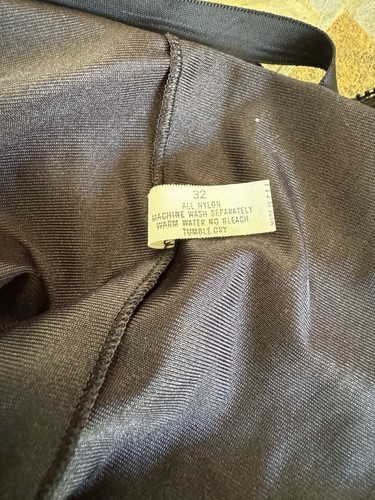 32
ALL NYLON
MACHINE WASH SEPARATELY
WARM WATER NO BLEACH
TUMBLE DRY